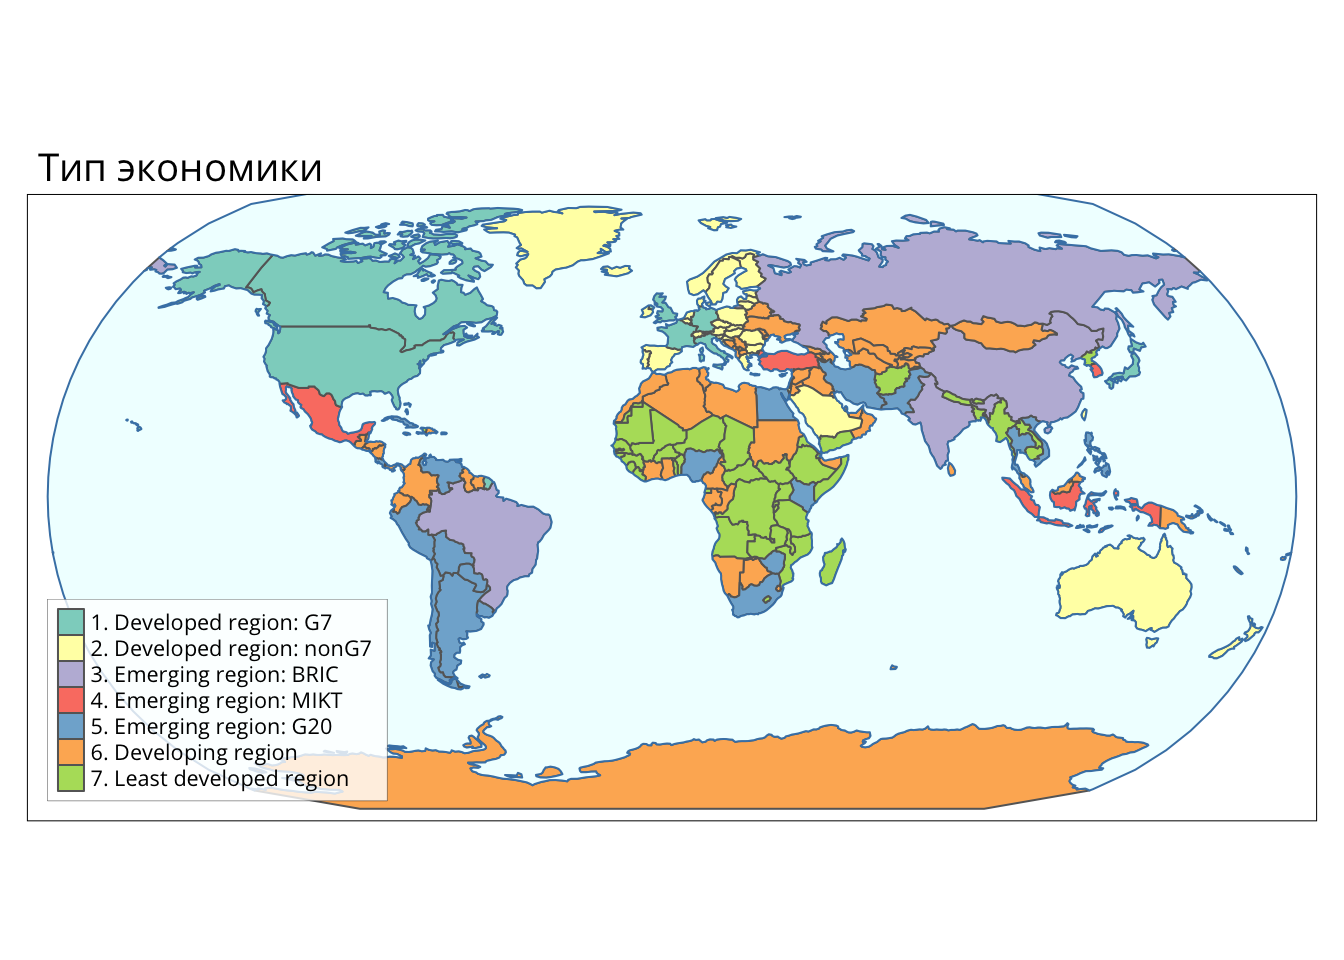 Тип экономики
1. Developed region: G7
2. Developed region: nonG7
3. Emerging region: BRIC
4. Emerging region: MIKT
5. Emerging region: G20
6. Developing region
7. Least developed region